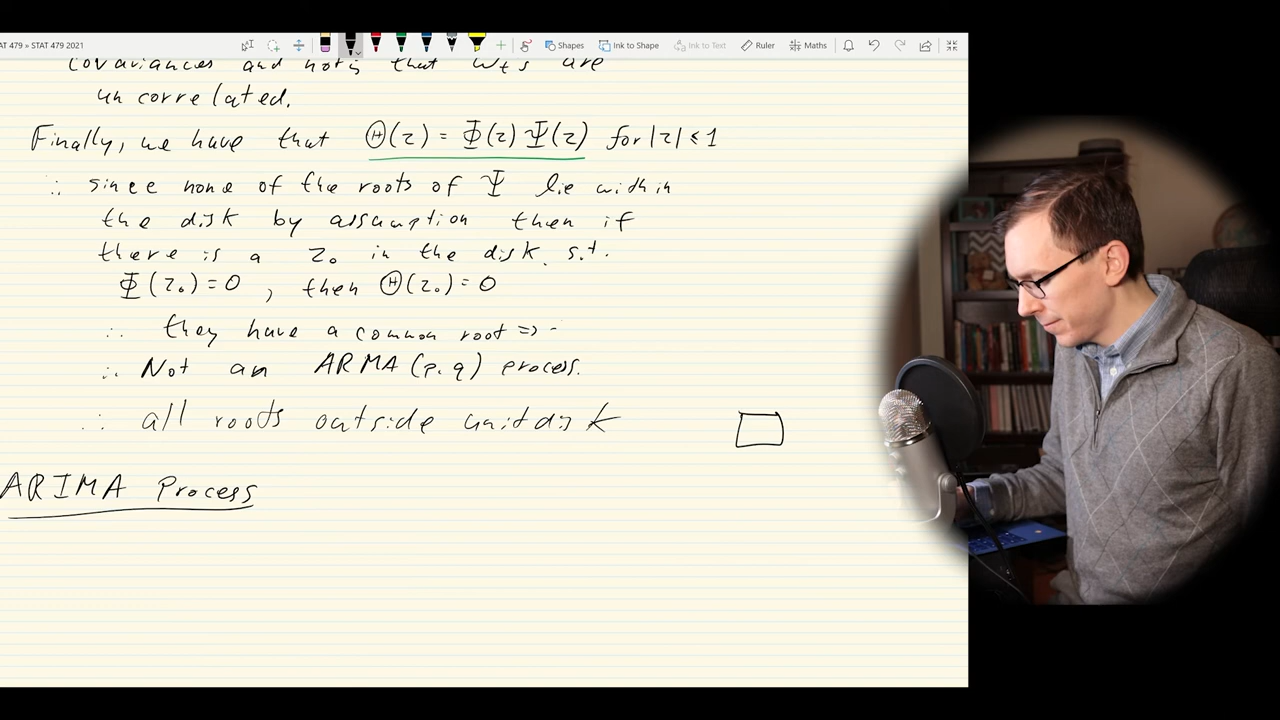 AT 479 » STAT 479 2021
Shapes Ink to Shape Ink to Text Ruler Maths
Covariances and noting that Wt's are
uncorrelated.
Finally, we have that Θ(z) = Φ(z) Ψ(z) for |z| ≤ 1
∴ since none of the roots of Ψ lie within
the disk by assumption then if
there is a z₀ in the disk s.t.
Φ(z₀) = 0, then Θ(z₀) = 0
∴ they have a common root ⇒
∴ Not an ARMA(p,q) process.
∴ all roots outside unit disk □
ARIMA Process